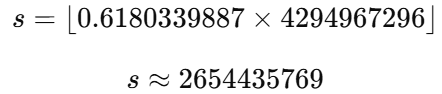 s = ⌊0.6180339887 × 4294967296⌋
s ≈ 2654435769